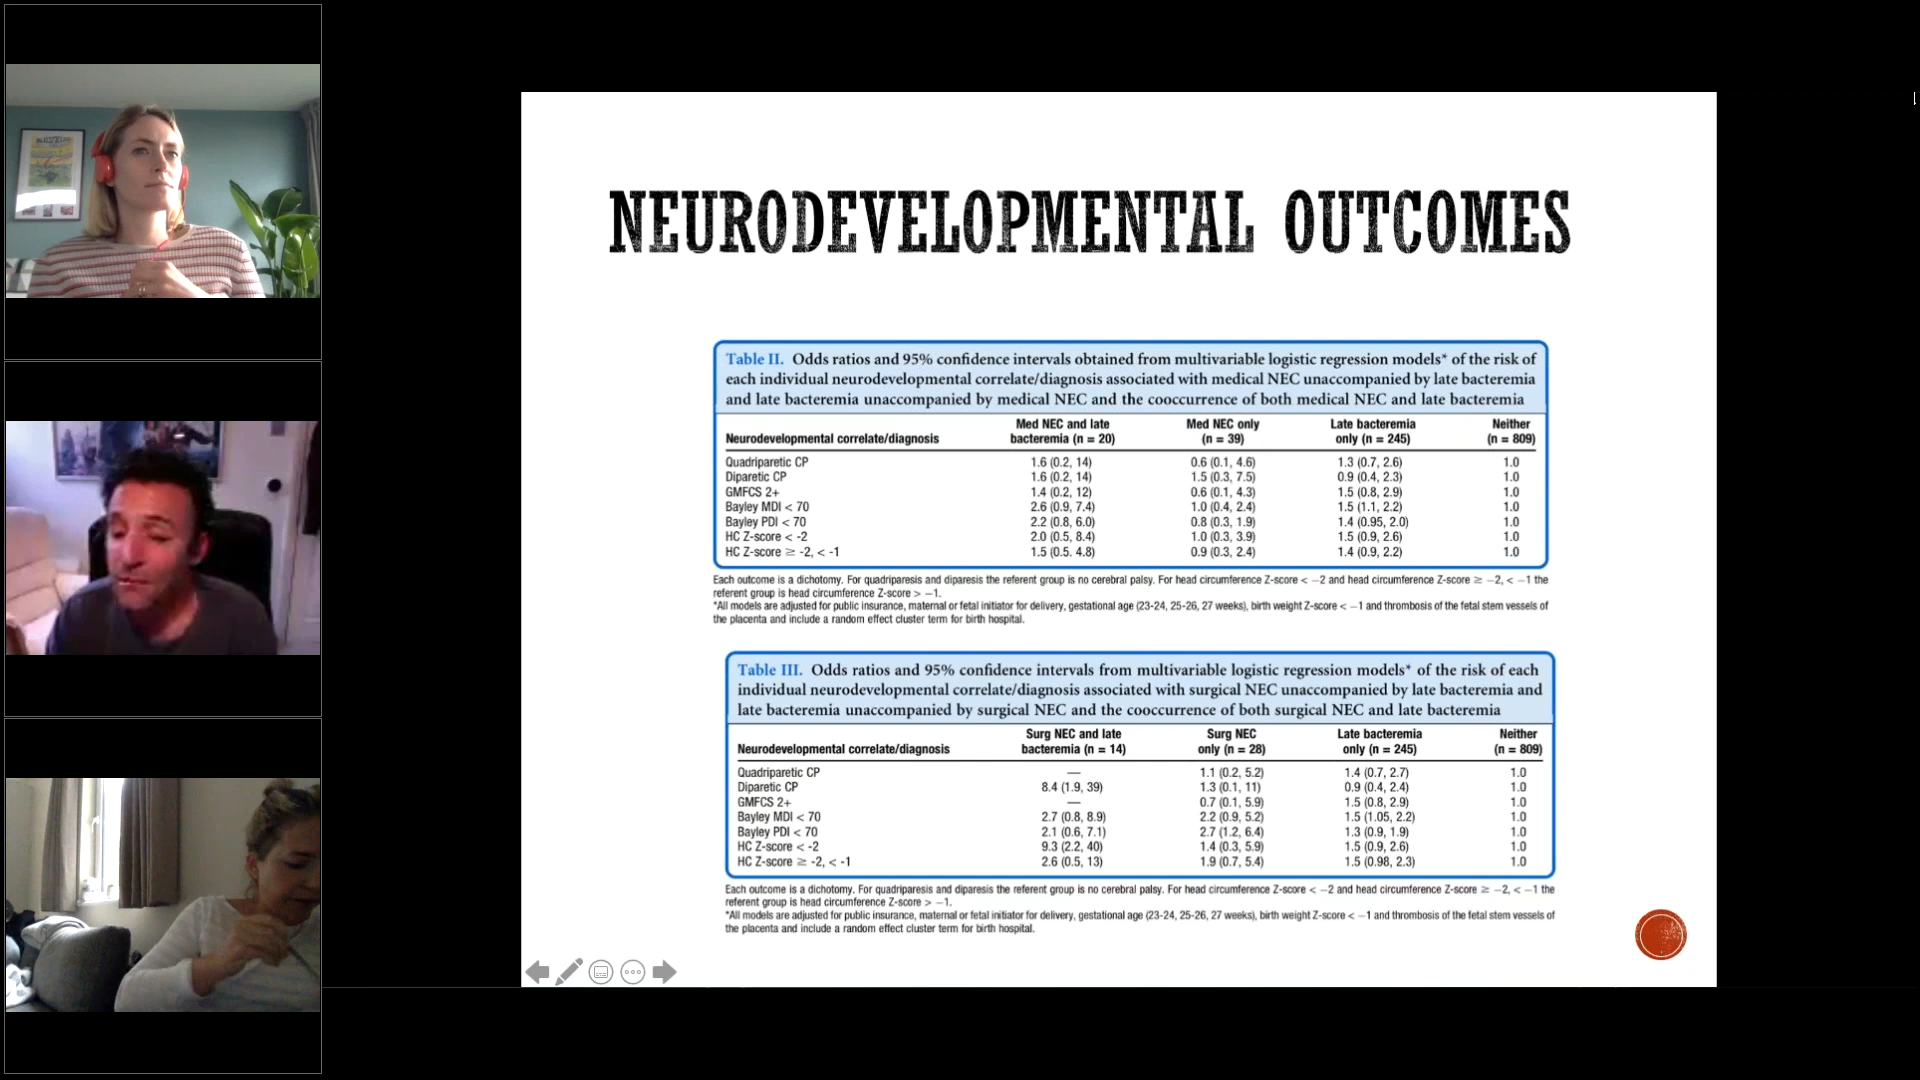 NEURODEVELOPMENTAL OUTCOMES
Table II. Odds ratios and 95% confidence intervals obtained from multivariable logistic regression models* of the risk of
each individual neurodevelopmental correlate/diagnosis associated with medical NEC unaccompanied by late bacteremia
and late bacteremia unaccompanied by medical NEC and the cooccurrence of both medical NEC and late bacteremia
Med NEC and late Med NEC only Late bacteremia Neither
Neurodevelopmental correlate/diagnosis bacteremia (n = 20) (n = 39) only (n = 245) (n = 809)
Quadriparetic CP 1.6 (0.2, 14) 0.6 (0.1, 4.6) 1.3 (0.7, 2.6) 1.0
Diparetic CP 1.6 (0.2, 14) 1.5 (0.3, 7.5) 0.9 (0.4, 2.3) 1.0
GMFCS 2+ 1.4 (0.2, 12) 0.6 (0.1, 4.3) 1.5 (0.8, 2.9) 1.0
Bayley MDI < 70 2.6 (0.9, 7.4) 1.0 (0.4, 2.4) 1.5 (1.1, 2.2) 1.0
Bayley PDI < 70 2.2 (0.8, 6.0) 0.8 (0.3, 1.9) 1.4 (0.95, 2.0) 1.0
HC Z-score < -2 2.0 (0.5, 8.4) 1.0 (0.3, 3.9) 1.5 (0.9, 2.6) 1.0
HC Z-score ≥ -2, < -1 1.5 (0.5. 4.8) 0.9 (0.3, 2.4) 1.4 (0.9, 2.2) 1.0
Each outcome is a dichotomy. For quadriparesis and diparesis the referent group is no cerebral palsy. For head circumference Z-score < −2 and head circumference Z-score ≥ −2, < −1 the
referent group is head circumference Z-score > −1.
*All models are adjusted for public insurance, maternal or fetal initiator for delivery, gestational age (23-24, 25-26, 27 weeks), birth weight Z-score < −1 and thrombosis of the fetal stem vessels of
the placenta and include a random effect cluster term for birth hospital.
Table III. Odds ratios and 95% confidence intervals from multivariable logistic regression models* of the risk of each
individual neurodevelopmental correlate/diagnosis associated with surgical NEC unaccompanied by late bacteremia and
late bacteremia unaccompanied by surgical NEC and the cooccurrence of both surgical NEC and late bacteremia
Surg NEC and late Surg NEC Late bacteremia Neither
Neurodevelopmental correlate/diagnosis bacteremia (n = 14) only (n = 28) only (n = 245) (n = 809)
Quadriparetic CP — 1.1 (0.2, 5.2) 1.4 (0.7, 2.7) 1.0
Diparetic CP 8.4 (1.9, 39) 1.3 (0.1, 11) 0.9 (0.4, 2.4) 1.0
GMFCS 2+ — 0.7 (0.1, 5.9) 1.5 (0.8, 2.9) 1.0
Bayley MDI < 70 2.7 (0.8, 8.9) 2.2 (0.9, 5.2) 1.5 (1.05, 2.2) 1.0
Bayley PDI < 70 2.1 (0.6, 7.1) 2.7 (1.2, 6.4) 1.3 (0.9, 1.9) 1.0
HC Z-score < -2 9.3 (2.2, 40) 1.4 (0.3, 5.9) 1.5 (0.9, 2.6) 1.0
HC Z-score ≥ -2, < -1 2.6 (0.5, 13) 1.9 (0.7, 5.4) 1.5 (0.98, 2.3) 1.0
Each outcome is a dichotomy. For quadriparesis and diparesis the referent group is no cerebral palsy. For head circumference Z-score < −2 and head circumference Z-score ≥ −2, < −1 the
referent group is head circumference Z-score > −1.
*All models are adjusted for public insurance, maternal or fetal initiator for delivery, gestational age (23-24, 25-26, 27 weeks), birth weight Z-score < −1 and thrombosis of the fetal stem vessels of
the placenta and include a random effect cluster term for birth hospital.